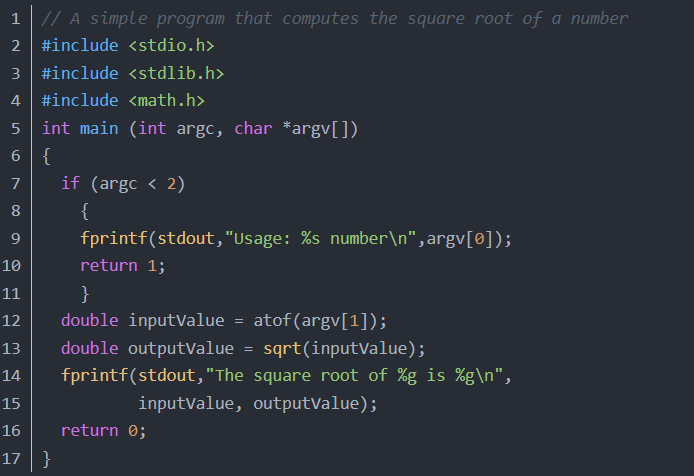 1 // A simple program that computes the square root of a number
2 #include <stdio.h>
3 #include <stdlib.h>
4 #include <math.h>
5 int main (int argc, char *argv[])
6 {
7   if (argc < 2)
8     {
9     fprintf(stdout,"Usage: %s number\n",argv[0]);
10     return 1;
11     }
12   double inputValue = atof(argv[1]);
13   double outputValue = sqrt(inputValue);
14   fprintf(stdout,"The square root of %g is %g\n",
15           inputValue, outputValue);
16   return 0;
17 }